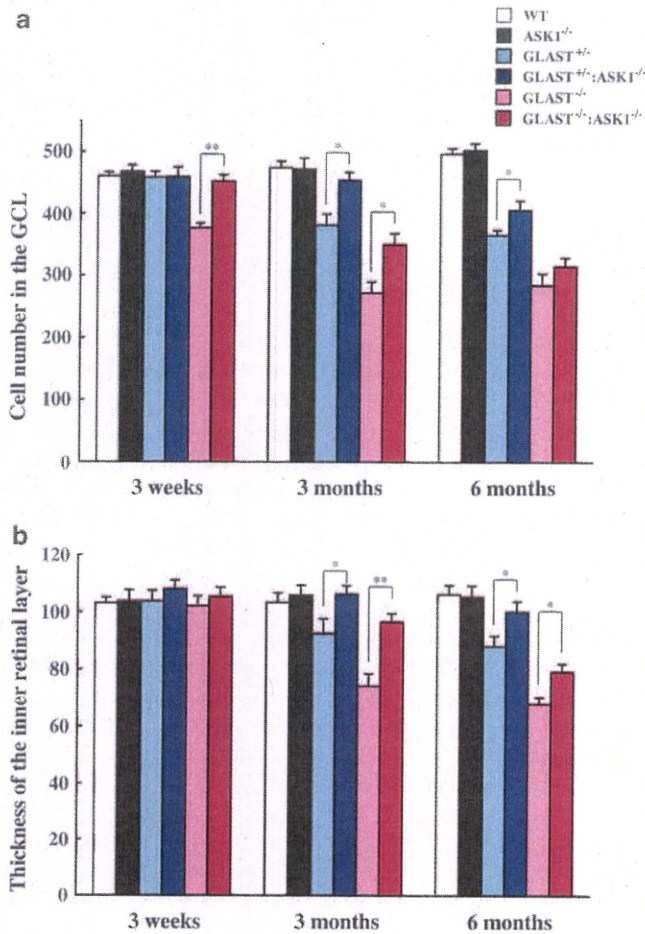 a
WT
ASK1-/-
GLAST+/-
GLAST+/-:ASK1-/-
GLAST-/-
GLAST-/-:ASK1-/-
500
400
300
300
200
100
0
Cell number in the GCL
**
*
*
*
3 weeks
3 months
6 months
b
120
100
80
60
40
20
0
Thickness of the inner retinal layer
*
**
*
*
3 weeks
3 months
6 months